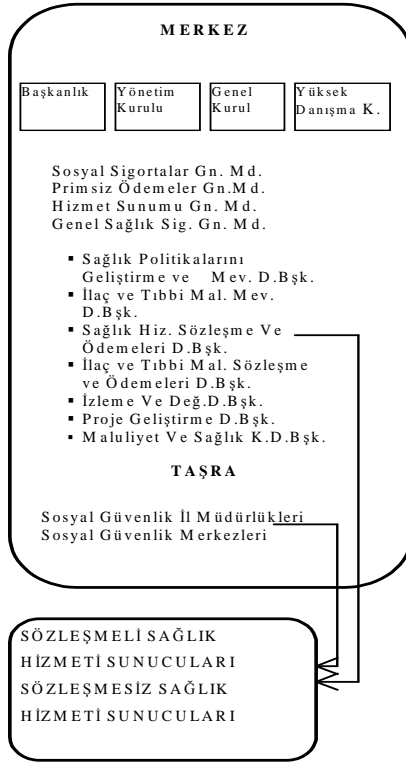 MERKEZ
Başkanlık
Yönetim
Kurulu
Genel
Kurul
Yüksek
Danışma K.
Sosyal Sigortalar Gn. Md.
Primsiz Ödemeler Gn.Md.
Hizmet Sunumu Gn. Md.
Genel Sağlık Sig. Gn. Md.
▪ Sağlık Politikalarını
Geliştirme ve Mev. D.Bşk.
▪ İlaç ve Tıbbi Mal. Mev.
D.Bşk.
▪ Sağlık Hiz. Sözleşme Ve
Ödemeleri D.Bşk.
▪ İlaç ve Tıbbi Mal. Sözleşme
ve Ödemeleri D.Bşk.
▪ İzleme Ve Değ.D.Bşk.
▪ Proje Geliştirme D.Bşk.
▪ Maluliyet Ve Sağlık K.D.Bşk.
TAŞRA
Sosyal Güvenlik İl Müdürlükleri
Sosyal Güvenlik Merkezleri
SÖZLEŞMELİ SAĞLIK
HİZMETİ SUNUCULARI
SÖZLEŞMESİZ SAĞLIK
HİZMETİ SUNUCULARI